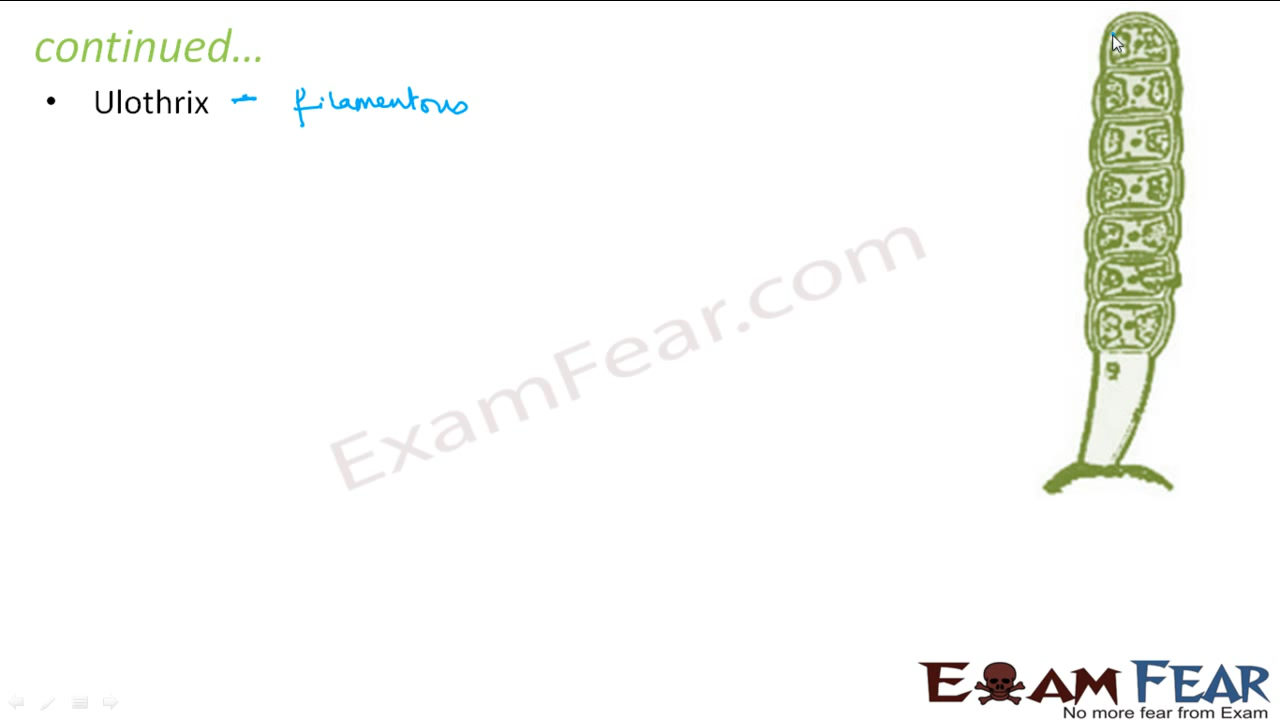 continued...
• Ulothrix - filamentous
ExamFear.com
EXAM FEAR
No more fear from Exam